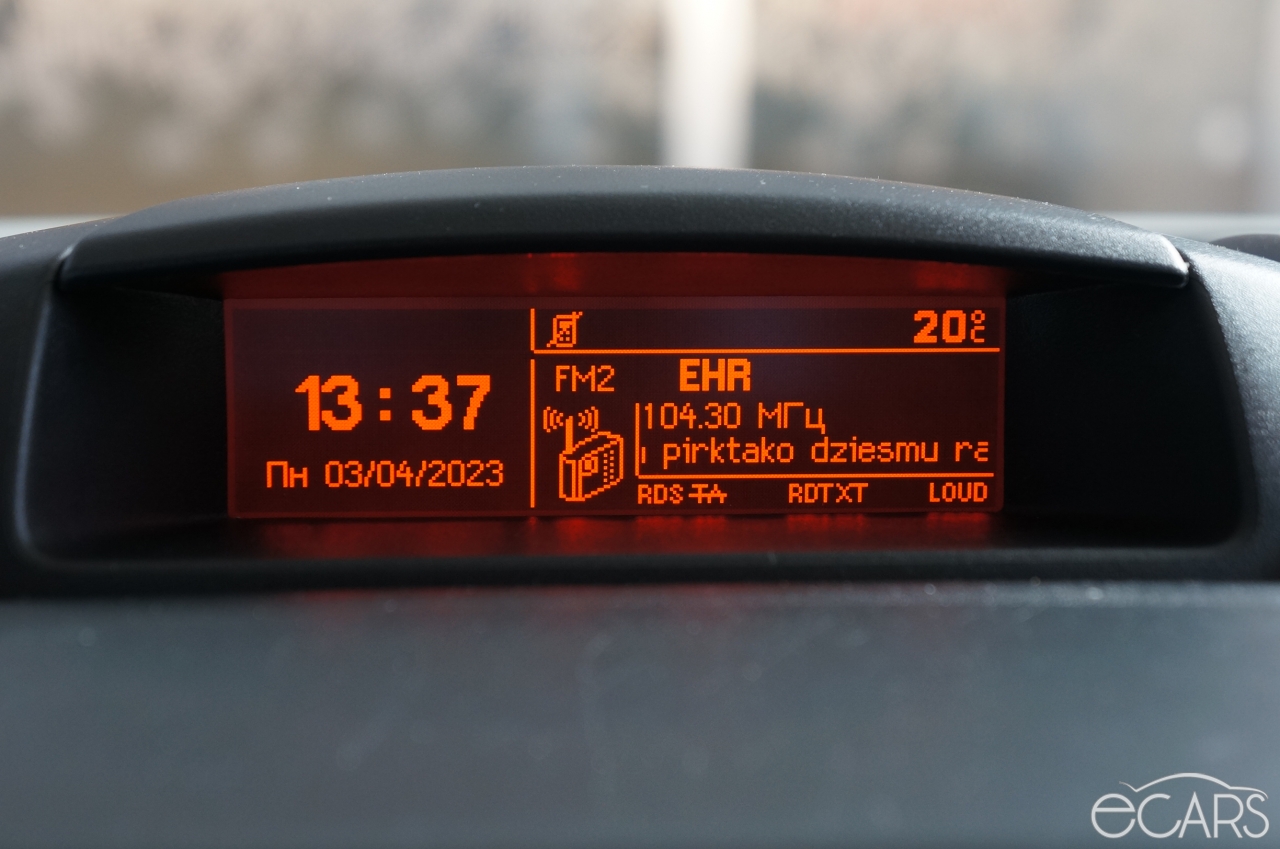 13:37
Пн 03/04/2023
20°C
FM2 EHR
104.30 МГц
pirktako dziesmu
RDS TA RDTXT LOUD
eCARS